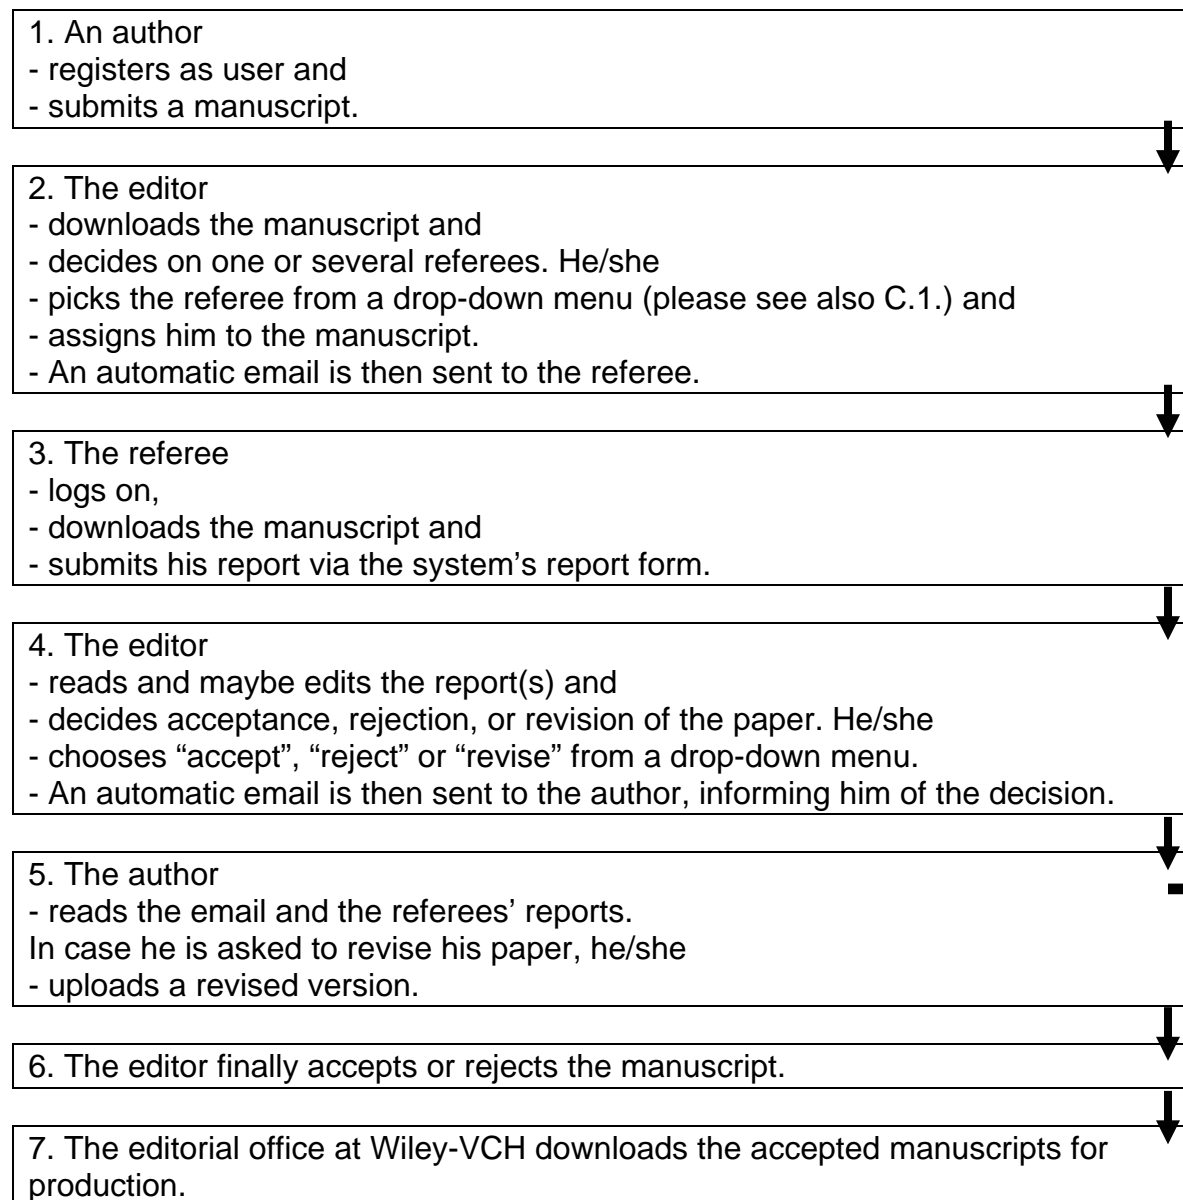 1. An author
- registers as user and
- submits a manuscript.
2. The editor
- downloads the manuscript and
- decides on one or several referees. He/she
- picks the referee from a drop-down menu (please see also C.1.) and
- assigns him to the manuscript.
- An automatic email is then sent to the referee.
3. The referee
- logs on,
- downloads the manuscript and
- submits his report via the system’s report form.
4. The editor
- reads and maybe edits the report(s) and
- decides acceptance, rejection, or revision of the paper. He/she
- chooses “accept”, “reject” or “revise” from a drop-down menu.
- An automatic email is then sent to the author, informing him of the decision.
5. The author
- reads the email and the referees’ reports.
In case he is asked to revise his paper, he/she
- uploads a revised version.
6. The editor finally accepts or rejects the manuscript.
7. The editorial office at Wiley-VCH downloads the accepted manuscripts for
production.